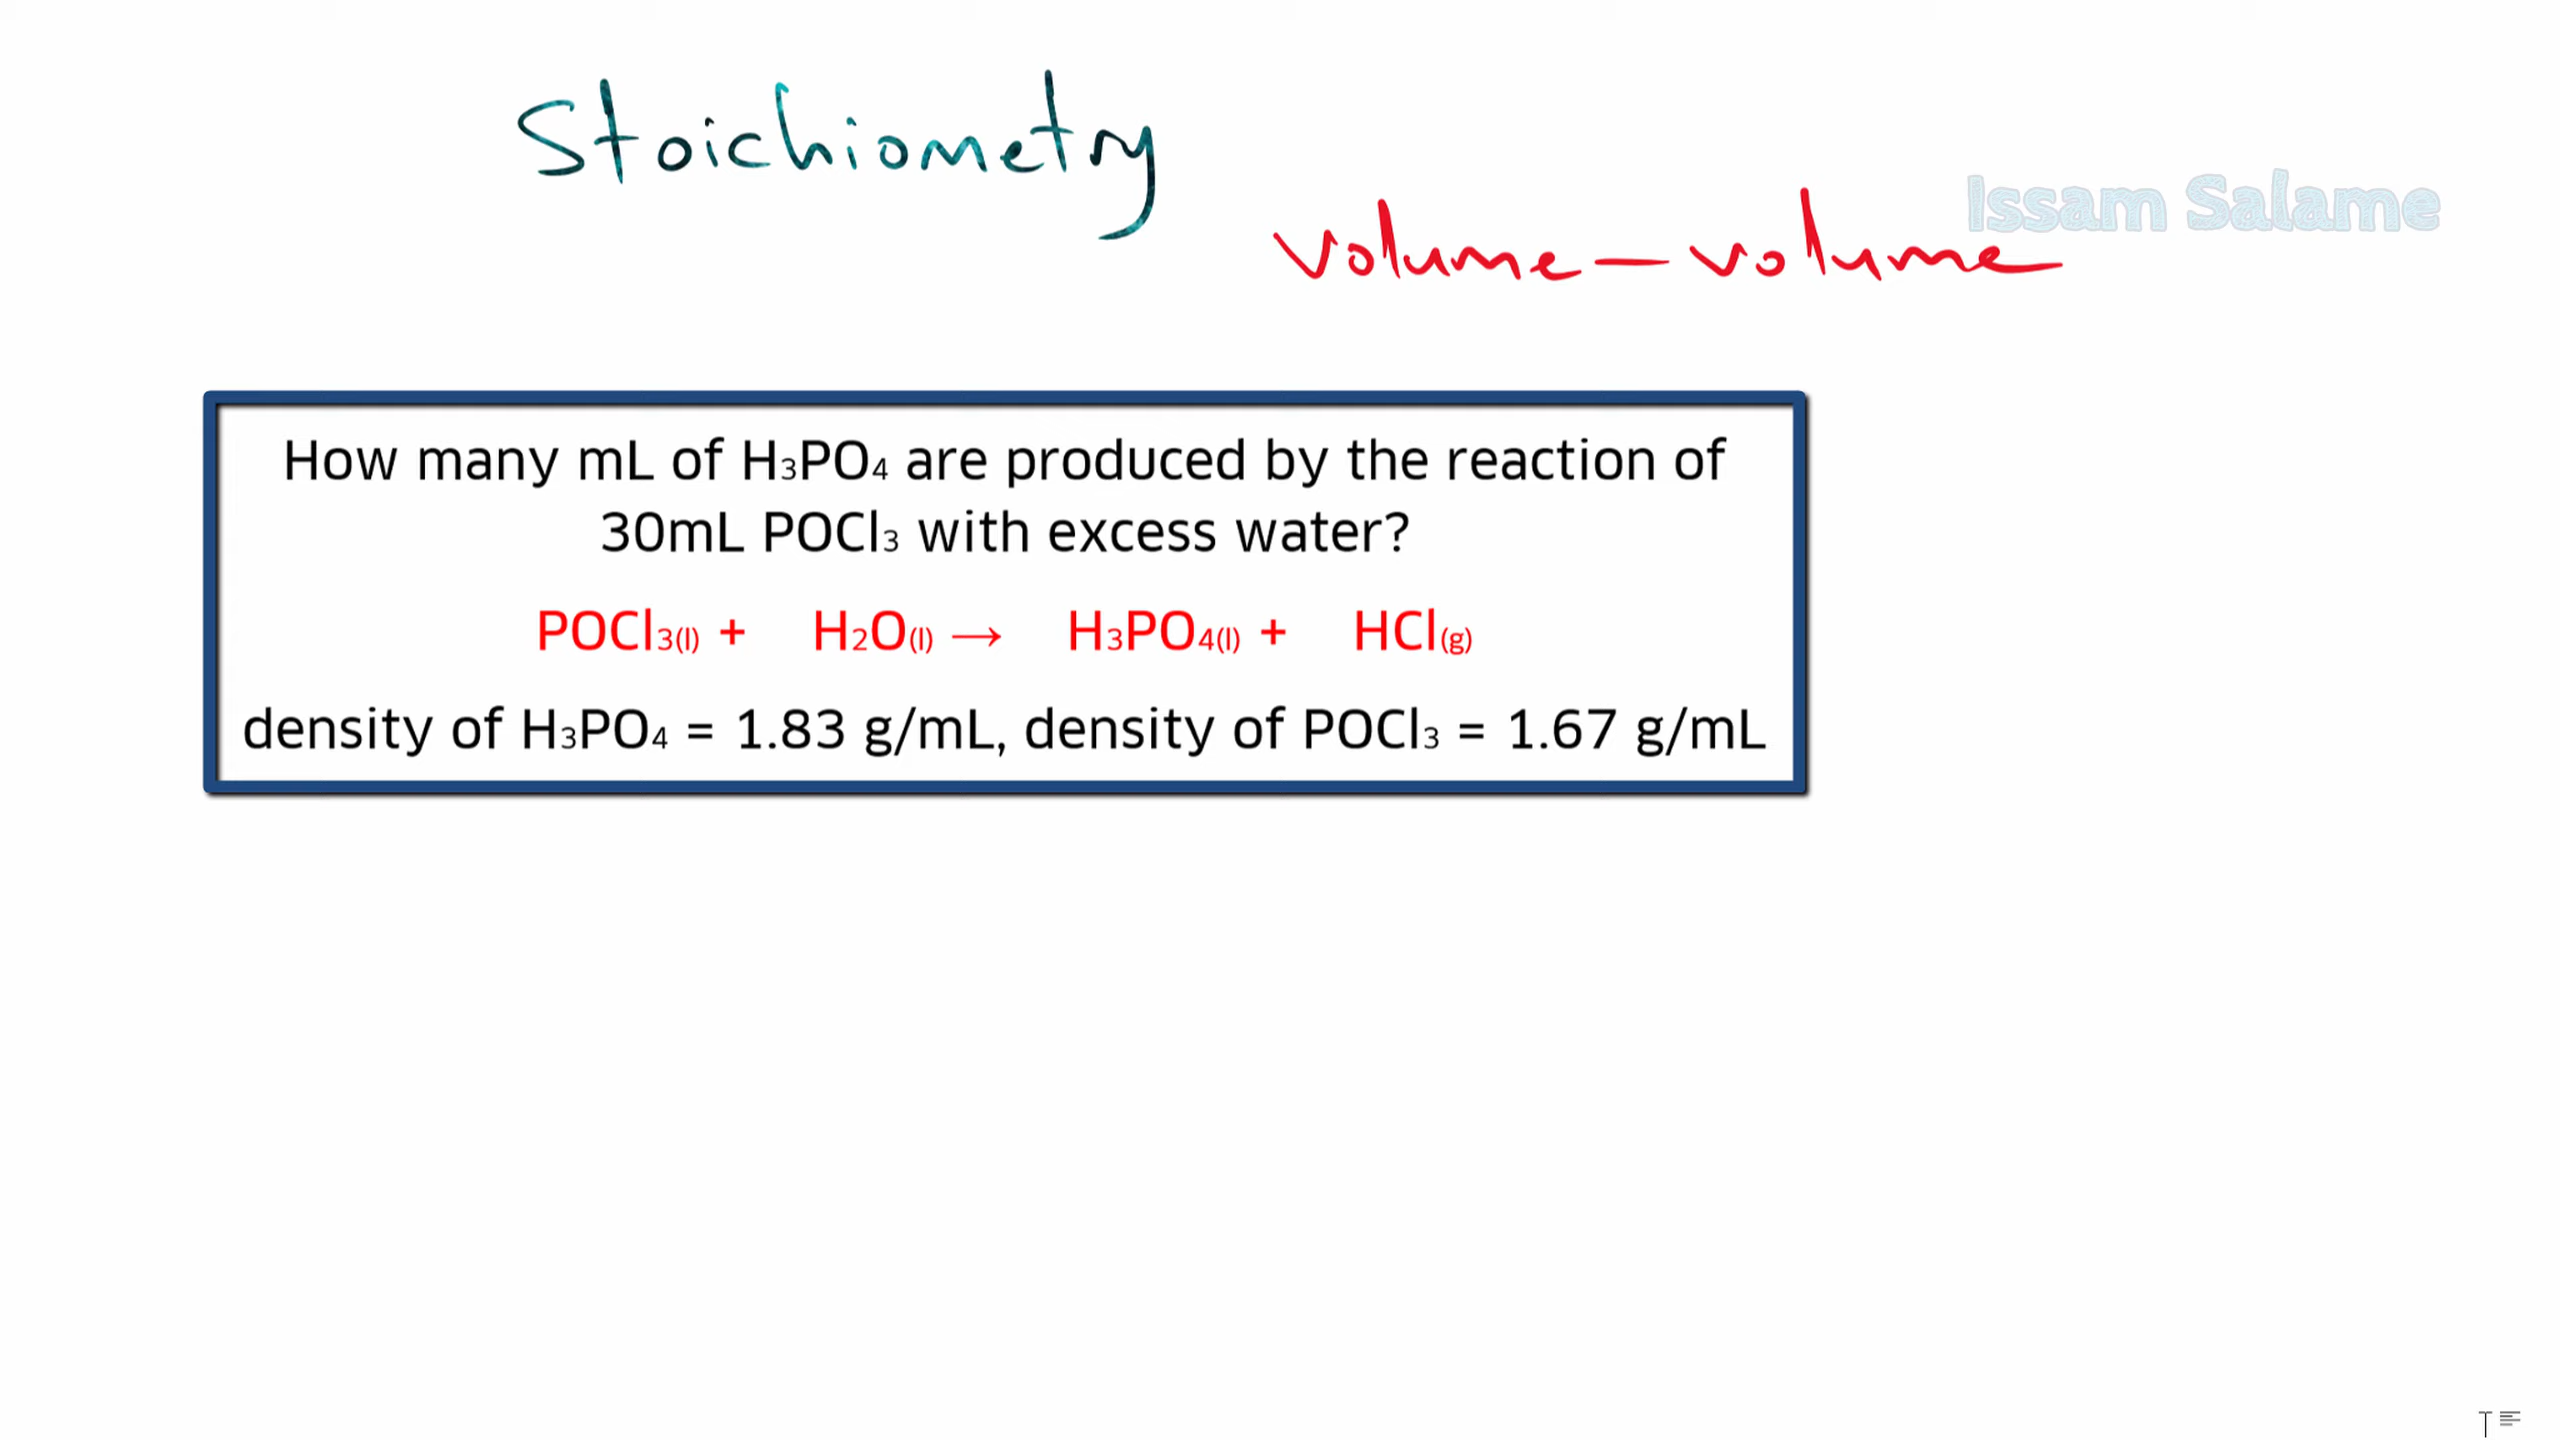 Stoichiometry
Issam Salame
volume – volume
How many mL of H₃PO₄ are produced by the reaction of
30mL POCl₃ with excess water?
POCl₃(l) + H₂O(l) → H₃PO₄(l) + HCl(g)
density of H₃PO₄ = 1.83 g/mL, density of POCl₃ = 1.67 g/mL